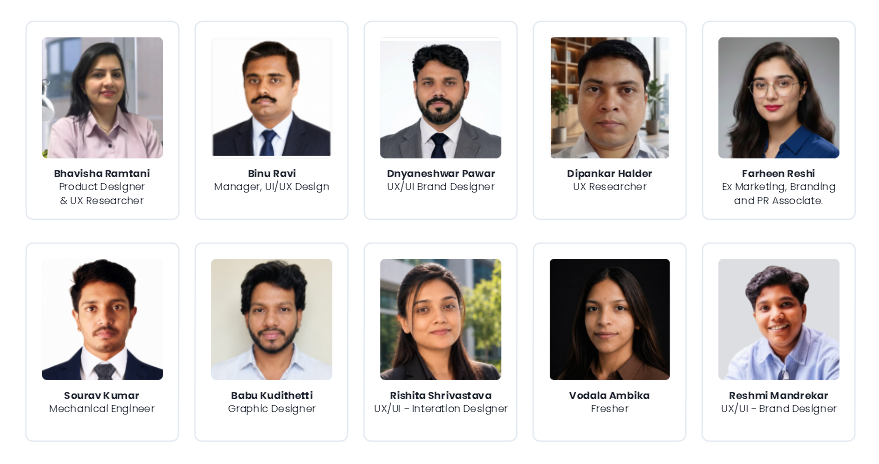 Bhavisha Ramtani
Product Designer
& UX Researcher
Binu Ravi
Manager, UI/UX Design
Dnyaneshwar Pawar
UX/UI Brand Designer
Dipankar Halder
UX Researcher
Farheen Reshi
Ex Marketing, Branding
and PR Associate.
Sourav Kumar
Mechanical Engineer
Babu Kudithetti
Graphic Designer
Rishita Shrivastava
UX/UI - Interation Designer
Vodala Ambika
Fresher
Reshmi Mandrekar
UX/UI - Brand Designer